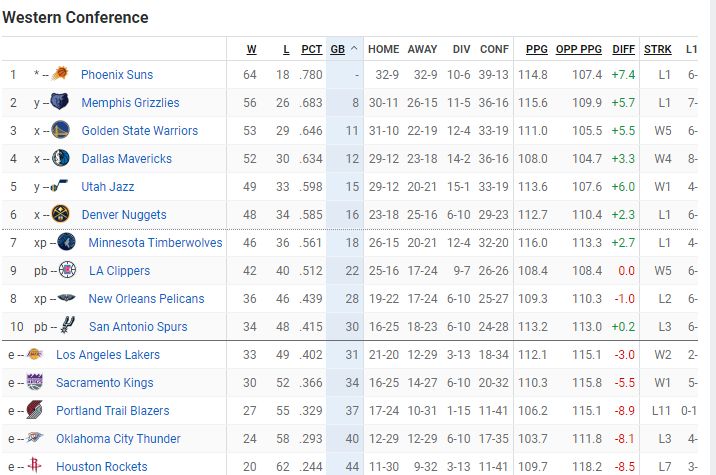 Western Conference
W L PCT GB HOME AWAY DIV CONF PPG OPP PPG DIFF STRK L1
1 * -- Phoenix Suns 64 18 .780 - 32-9 32-9 10-6 39-13 114.8 107.4 +7.4 L1 6-
2 y -- Memphis Grizzlies 56 26 .683 8 30-11 26-15 11-5 36-16 115.6 109.9 +5.7 L1 7-
3 x -- Golden State Warriors 53 29 .646 11 31-10 22-19 12-4 33-19 111.0 105.5 +5.5 W5 6-
4 x -- Dallas Mavericks 52 30 .634 12 29-12 23-18 14-2 36-16 108.0 104.7 +3.3 W4 8-
5 y -- Utah Jazz 49 33 .598 15 29-12 20-21 15-1 33-19 113.6 107.6 +6.0 W1 4-
6 x -- Denver Nuggets 48 34 .585 16 23-18 25-16 6-10 29-23 112.7 110.4 +2.3 L1 6-
7 xp -- Minnesota Timberwolves 46 36 .561 18 26-15 20-21 12-4 32-20 116.0 113.3 +2.7 L1 4-
9 pb -- LA Clippers 42 40 .512 22 25-16 17-24 9-7 26-26 108.4 108.4 0.0 W5 6-
8 xp -- New Orleans Pelicans 36 46 .439 28 19-22 17-24 6-10 25-27 109.3 110.3 -1.0 L2 6-
10 pb -- San Antonio Spurs 34 48 .415 30 16-25 18-23 6-10 24-28 113.2 113.0 +0.2 L3 6-
e -- Los Angeles Lakers 33 49 .402 31 21-20 12-29 3-13 18-34 112.1 115.1 -3.0 W2 2-
e -- Sacramento Kings 30 52 .366 34 16-25 14-27 6-10 20-32 110.3 115.8 -5.5 W1 5-
e -- Portland Trail Blazers 27 55 .329 37 17-24 10-31 1-15 11-41 106.2 115.1 -8.9 L11 0-1
e -- Oklahoma City Thunder 24 58 .293 40 12-29 12-29 6-10 17-35 103.7 111.8 -8.1 L3 4-
e -- Houston Rockets 20 62 .244 44 11-30 9-32 3-13 11-41 109.7 118.2 -8.5 L7 3-